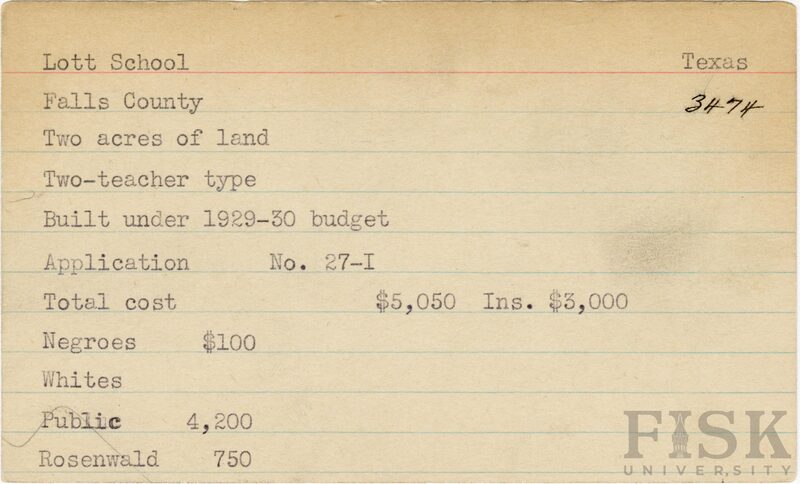 Lott School Texas
Falls County 3474
Two acres of land
Two-teacher type
Built under 1929-30 budget
Application No. 27-I
Total cost $5,050 Ins. $3,000
Negroes $100
Whites
Public 4,200
Rosenwald 750
FISK
UNIVERSITY